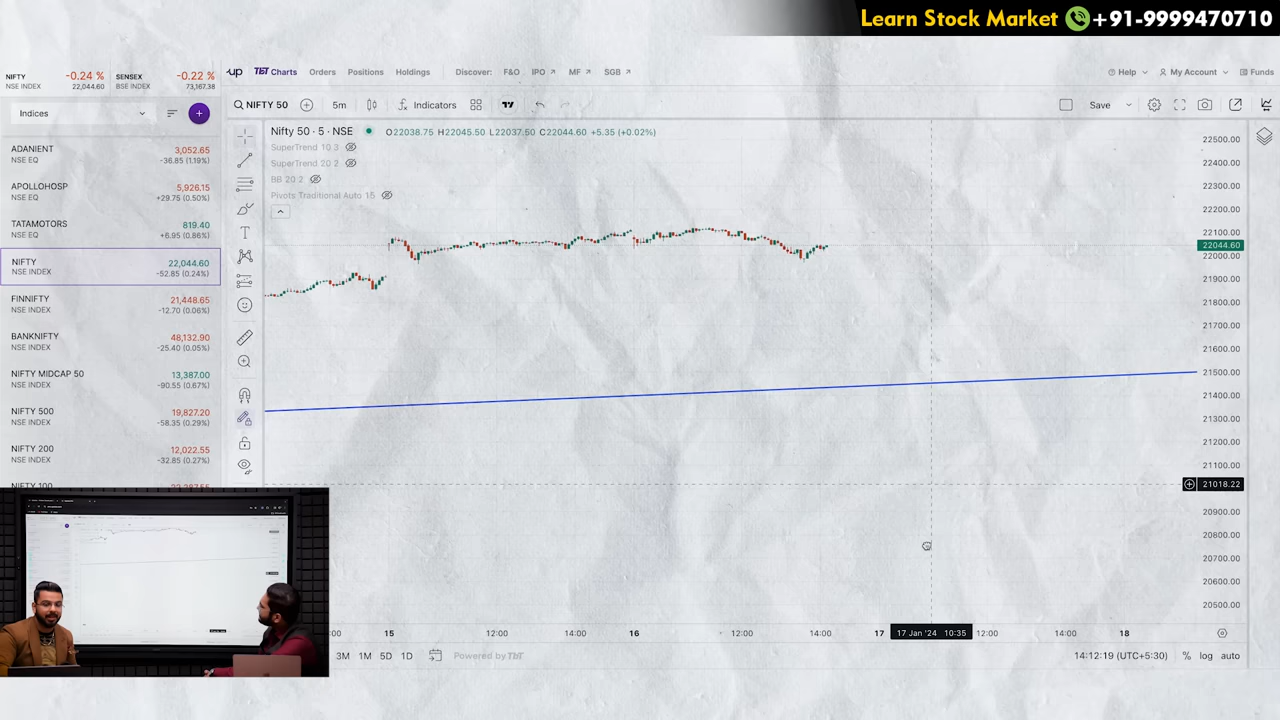 Learn Stock Market +91-9999470710
NIFTY -0.24 % SENSEX -0.22 %
NSE INDEX 22,044.60 BSE INDEX 73,167.38
up TBT Charts Orders Positions Holdings Discover: F&O IPO MF SGB Help My Account Funds
Indices
NIFTY 50 5m Indicators Save
Nifty 50 · 5 · NSE O22038.75 H22045.50 L22037.50 C22044.60 +5.35 (+0.02%)
SuperTrend 10 3
SuperTrend 20 2
BB 20 2
Pivots Traditional Auto 15
ADANIENT 3,052.65
NSE EQ -36.85 (1.19%)
APOLLOHOSP 5,926.15
NSE EQ +29.75 (0.50%)
TATAMOTORS 819.40
NSE EQ +6.95 (0.86%)
NIFTY 22,044.60
NSE INDEX -52.85 (0.24%)
FINNIFTY 21,448.65
NSE INDEX -12.70 (0.06%)
BANKNIFTY 48,132.90
NSE INDEX -25.40 (0.05%)
NIFTY MIDCAP 50 13,387.00
NSE INDEX -90.55 (0.67%)
NIFTY 500 19,827.20
NSE INDEX -58.35 (0.29%)
NIFTY 200 12,022.55
NSE INDEX -32.85 (0.27%)
22500.00
22400.00
22300.00
22200.00
22100.00
22044.60
22000.00
21900.00
21800.00
21700.00
21600.00
21500.00
21400.00
21300.00
21200.00
21100.00
21018.22
20900.00
20800.00
20700.00
20600.00
20500.00
15 12:00 14:00 16 12:00 14:00 17 17 Jan '24 10:35 12:00 14:00 18
3M 1M 5D 1D Powered by TBT 14:12:19 (UTC+5:30) % log auto